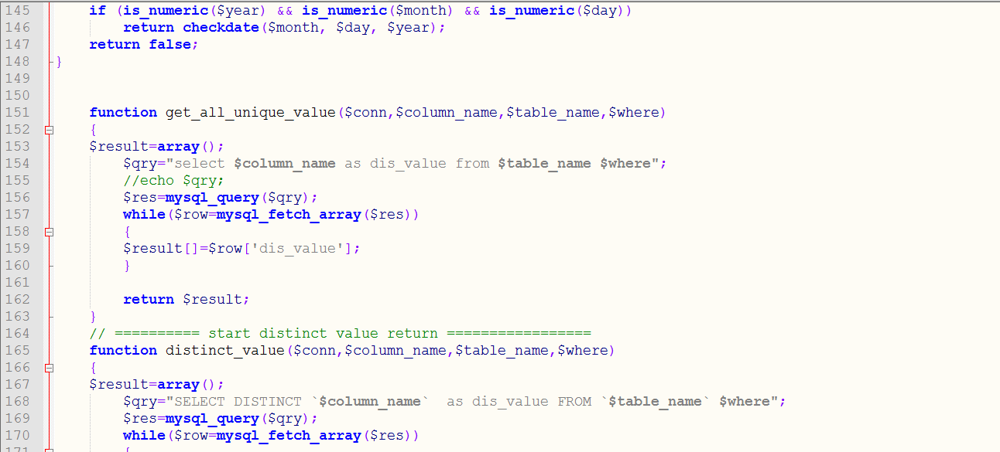 145 if (is_numeric($year) && is_numeric($month) && is_numeric($day))
146 return checkdate($month, $day, $year);
147 return false;
148 }
149
150
151 function get_all_unique_value($conn,$column_name,$table_name,$where)
152 {
153 $result=array();
154 $qry="select $column_name as dis_value from $table_name $where";
155 //echo $qry;
156 $res=mysql_query($qry);
157 while($row=mysql_fetch_array($res))
158 {
159 $result[]=$row['dis_value'];
160 }
161
162 return $result;
163 }
164 // ========== start distinct value return =================
165 function distinct_value($conn,$column_name,$table_name,$where)
166 {
167 $result=array();
168 $qry="SELECT DISTINCT `$column_name`  as dis_value FROM `$table_name` $where";
169 $res=mysql_query($qry);
170 while($row=mysql_fetch_array($res))
171 {